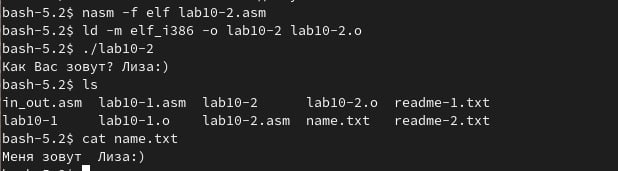 bash-5.2$ nasm -f elf lab10-2.asm
bash-5.2$ ld -m elf_i386 -o lab10-2 lab10-2.o
bash-5.2$ ./lab10-2
Как Вас зовут? Лиза:)
bash-5.2$ ls
in_out.asm  lab10-1.asm  lab10-2      lab10-2.o  readme-1.txt
lab10-1     lab10-1.o    lab10-2.asm  name.txt   readme-2.txt
bash-5.2$ cat name.txt
Меня зовут  Лиза:)
bash-5.2$